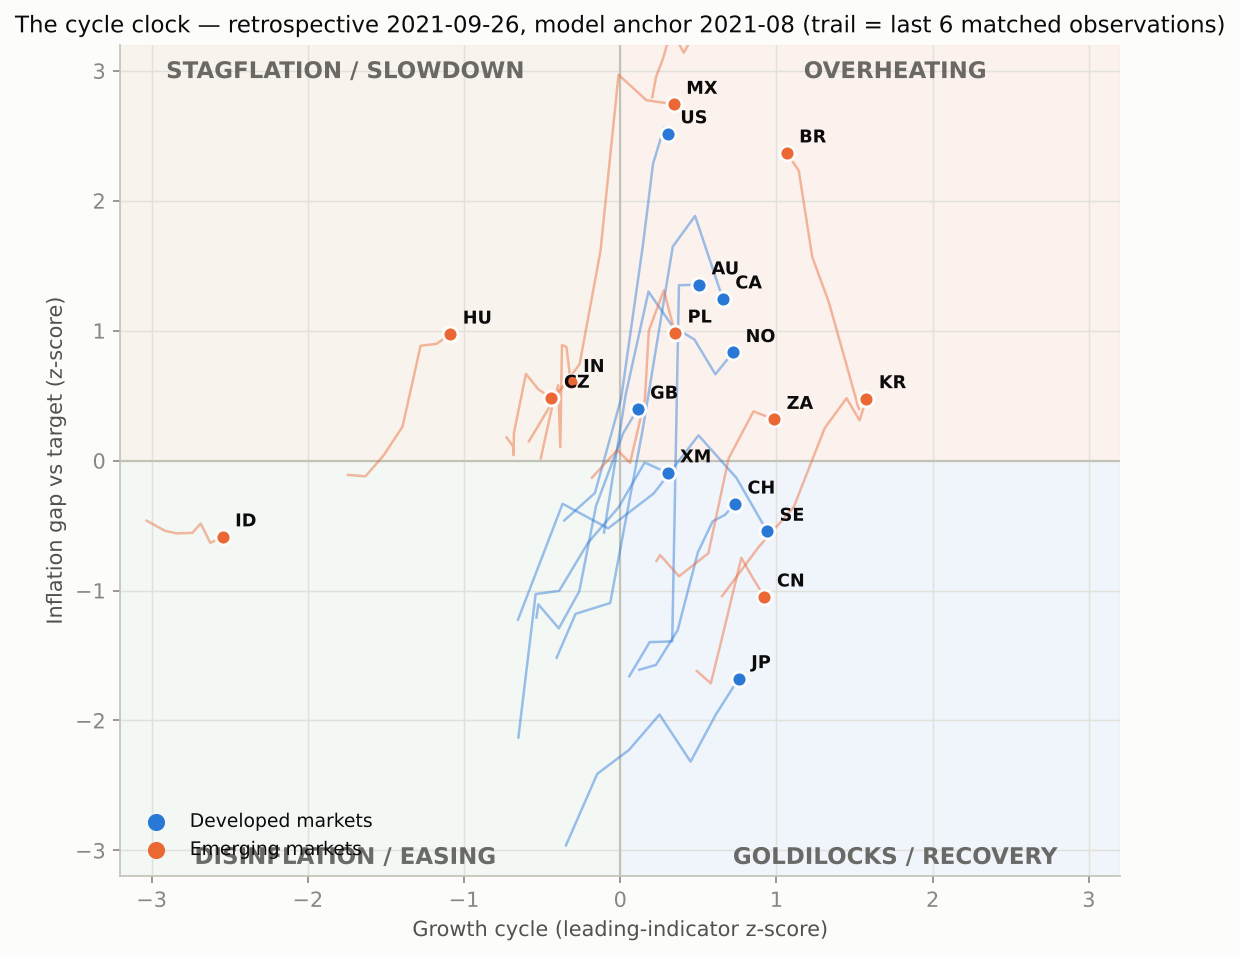 The cycle clock — retrospective 2021-09-26, model anchor 2021-08 (trail = last 6 matched observations)
STAGFLATION / SLOWDOWN
OVERHEATING
MX
US
BR
AU
CA
HU
PL
NO
IN
CZ
KR
GB
ZA
XM
CH
SE
ID
CN
JP
Developed markets
Emerging markets
DISINFLATION / EASING
GOLDILOCKS / RECOVERY
3
2
1
0
−1
−2
−3
Inflation gap vs target (z-score)
−3
−2
−1
0
1
2
3
Growth cycle (leading-indicator z-score)